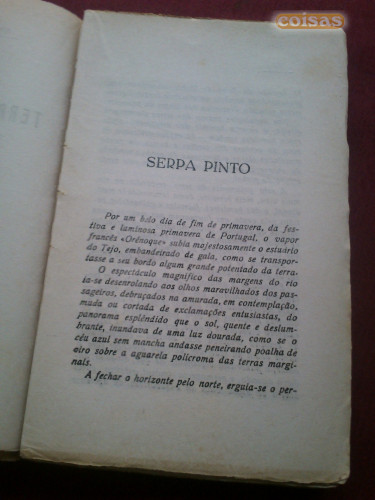 coisas
TER
SERPA PINTO
Por um belo dia de fim de primavera, da fes-
tiva e luminosa primavera de Portugal, o vapor
francês «Orénoque» subia majestosamente o estuário
do Tejo, embandeirado de gala, como se transpor-
tasse a seu bordo algum grande potentado da terra.
O espectáculo magnífico das margens do rio
ia-se desenrolando aos olhos maravilhados dos pas-
sageiros, debruçados na amurada, em contemplação,
muda ou cortada de exclamações entusiastas, do
panorama esplêndido que o sol, quente e deslum-
brante, inundava de uma luz dourada, como se o
céu azul sem mancha andasse peneirando poalha de
oiro sobre a aguarela policroma das terras margi-
nais.
A fechar o horizonte pelo norte, erguia-se o per-